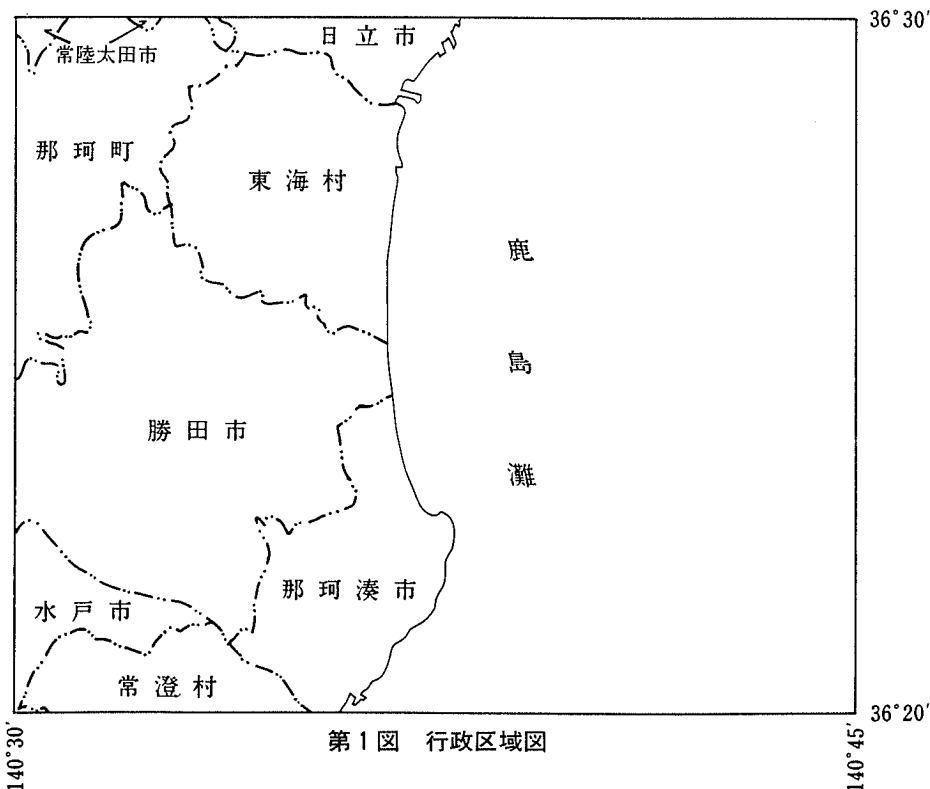 36°30′
日立市
常陸太田市
那珂町
東海村
鹿島灘
勝田市
那珂湊市
水戸市
常澄村
36°20′
140°30′
140°45′
第1図 行政区域図